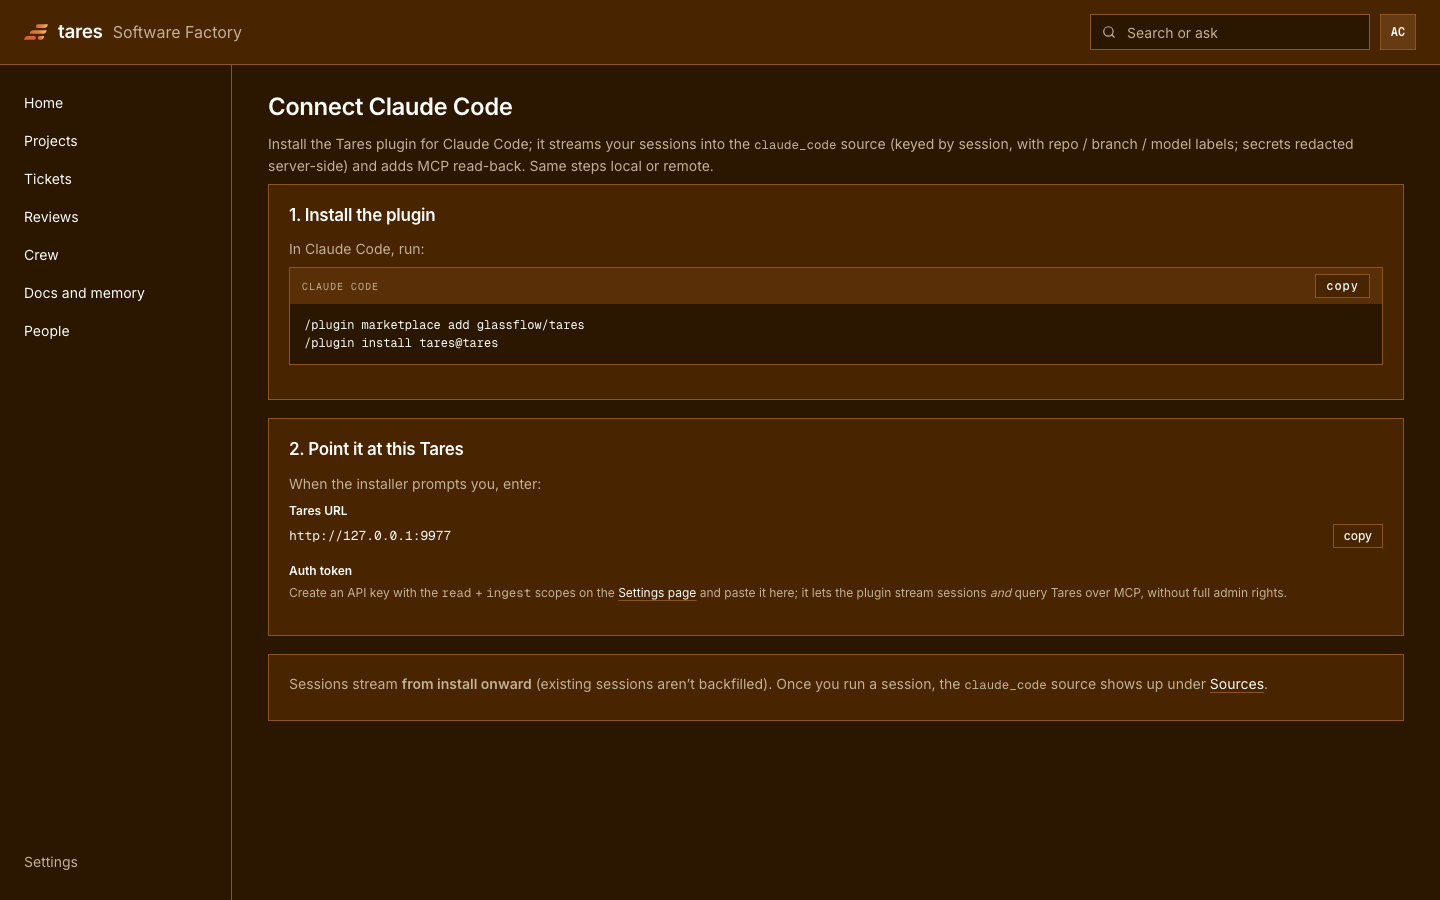 tares Software Factory
Search or ask
AC
Home
Projects
Tickets
Reviews
Crew
Docs and memory
People
Settings
Connect Claude Code
Install the Tares plugin for Claude Code; it streams your sessions into the claude_code source (keyed by session, with repo / branch / model labels; secrets redacted
server-side) and adds MCP read-back. Same steps local or remote.
1. Install the plugin
In Claude Code, run:
CLAUDE CODE
copy
/plugin marketplace add glassflow/tares
/plugin install tares@tares
2. Point it at this Tares
When the installer prompts you, enter:
Tares URL
http://127.0.0.1:9977
copy
Auth token
Create an API key with the read + ingest scopes on the Settings page and paste it here; it lets the plugin stream sessions and query Tares over MCP, without full admin rights.
Sessions stream from install onward (existing sessions aren't backfilled). Once you run a session, the claude_code source shows up under Sources.